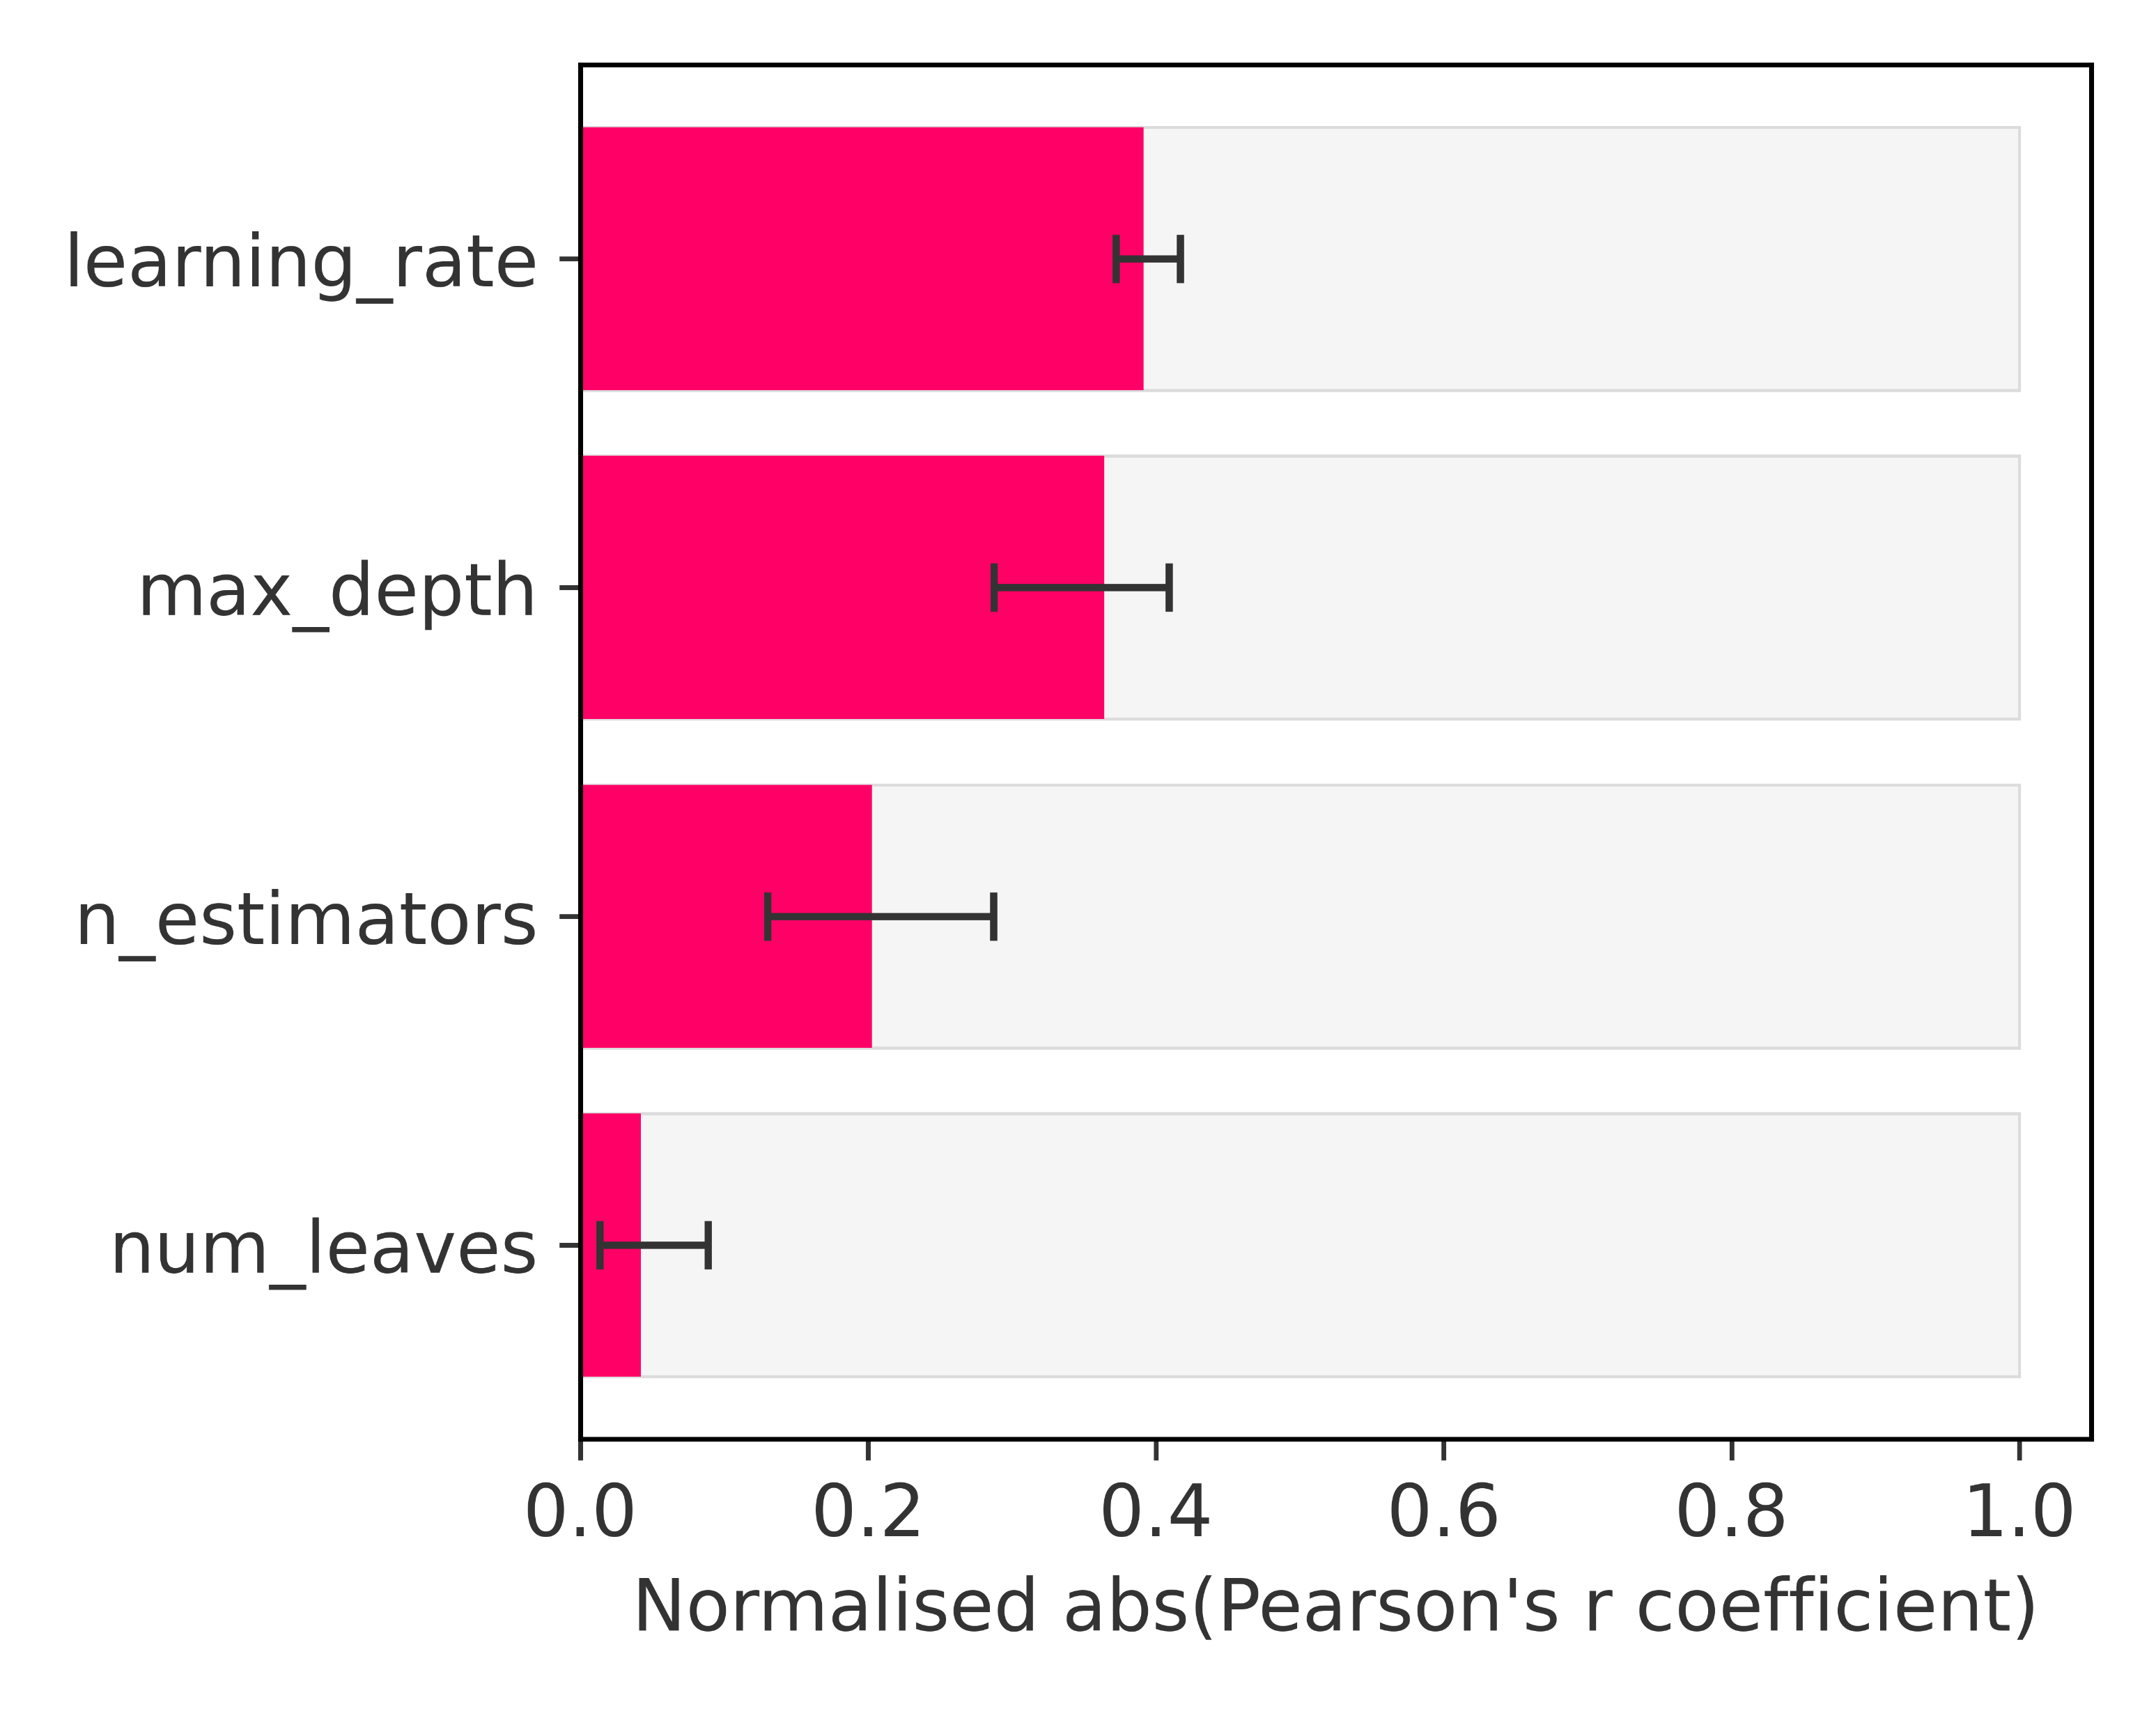 learning_rate
max_depth
n_estimators
num_leaves
0.0 0.2 0.4 0.6 0.8 1.0
Normalised abs(Pearson's r coefficient)